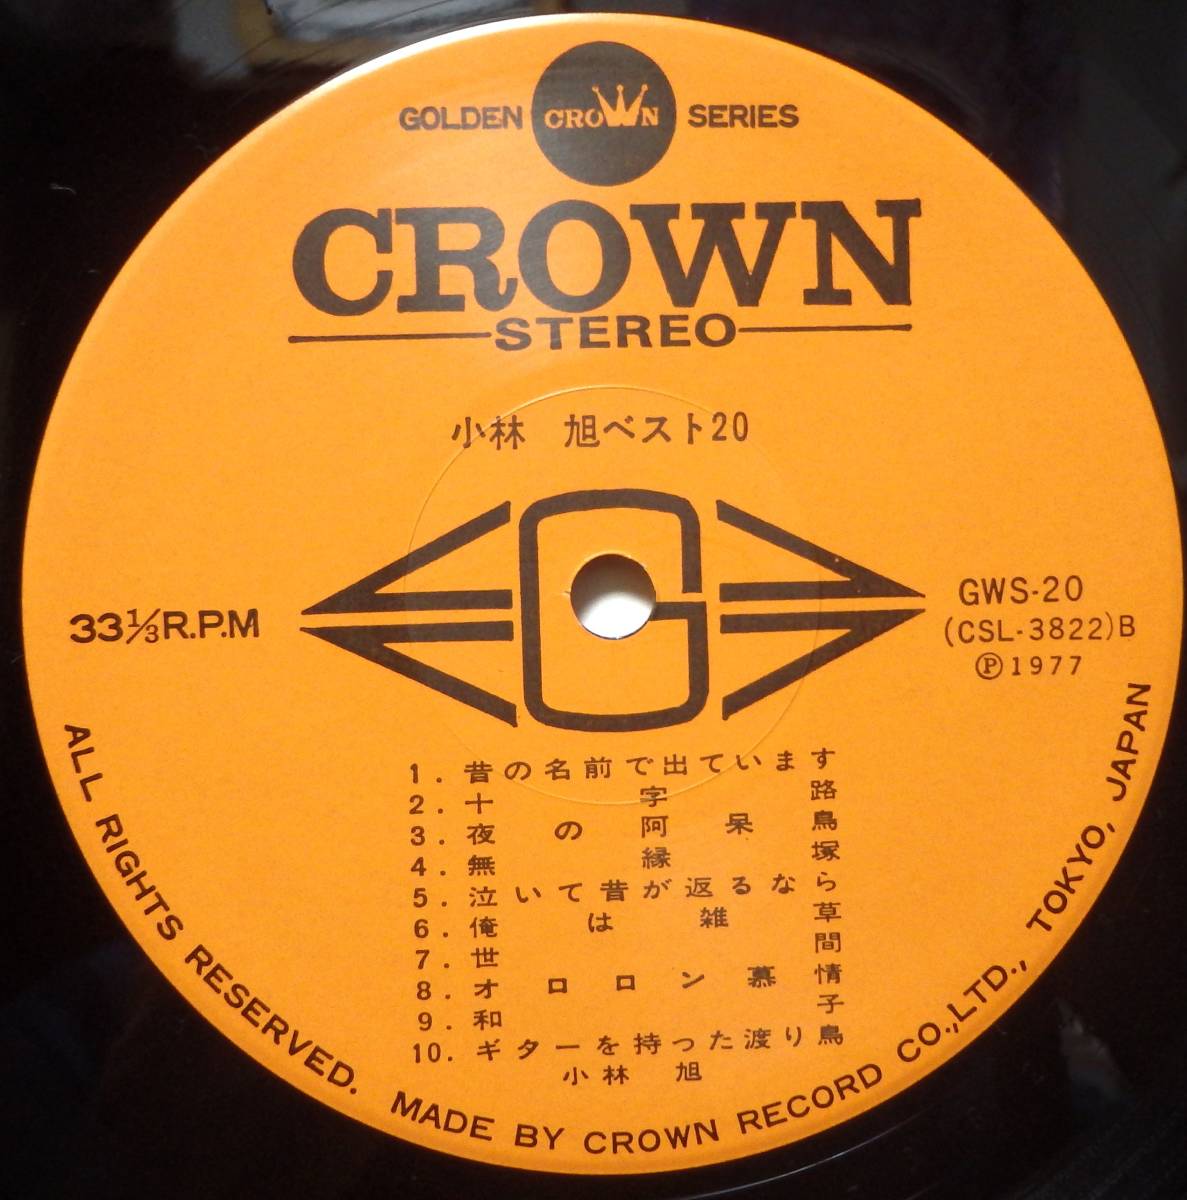 GOLDEN CROWN SERIES
CROWN
STEREO
小林 旭ベスト20
G
33⅓R.P.M
GWS-20
(CSL-3822)B
Ⓟ1977
1.昔の名前で出ています
2.十字路
3.夜の阿呆鳥
4.無縁塚
5.泣いて昔が返るなら
6.俺は雑草
7.世間
8.オロロン慕情
9.和子
10.ギターを持った渡り鳥
小林 旭
ALL RIGHTS RESERVED. MADE BY CROWN RECORD CO.,LTD., TOKYO, JAPAN